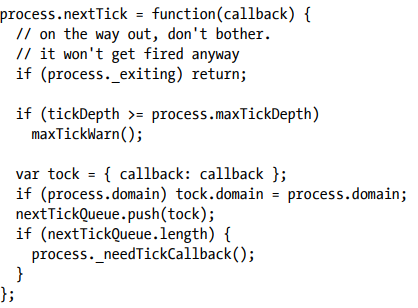 process.nextTick = function(callback) {
  // on the way out, don't bother.
  // it won't get fired anyway
  if (process._exiting) return;

  if (tickDepth >= process.maxTickDepth)
    maxTickWarn();

  var tock = { callback: callback };
  if (process.domain) tock.domain = process.domain;
  nextTickQueue.push(tock);
  if (nextTickQueue.length) {
    process._needTickCallback();
  }
};